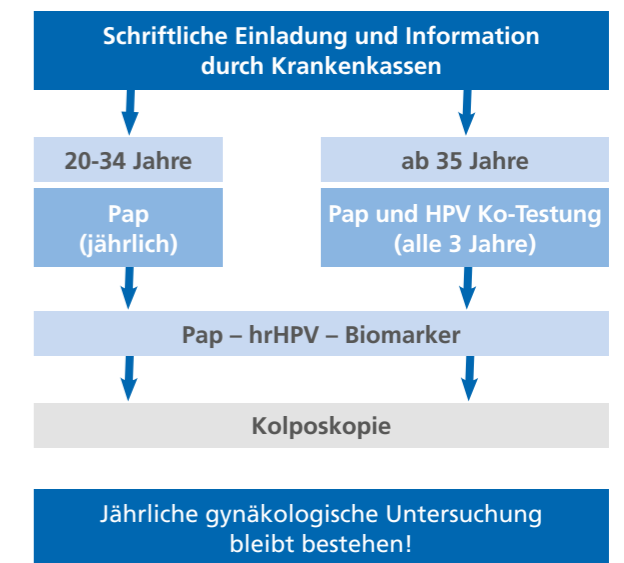 Schriftliche Einladung und Information
durch Krankenkassen
20-34 Jahre
ab 35 Jahre
Pap
(jährlich)
Pap und HPV Ko-Testung
(alle 3 Jahre)
Pap – hrHPV – Biomarker
Kolposkopie
Jährliche gynäkologische Untersuchung
bleibt bestehen!